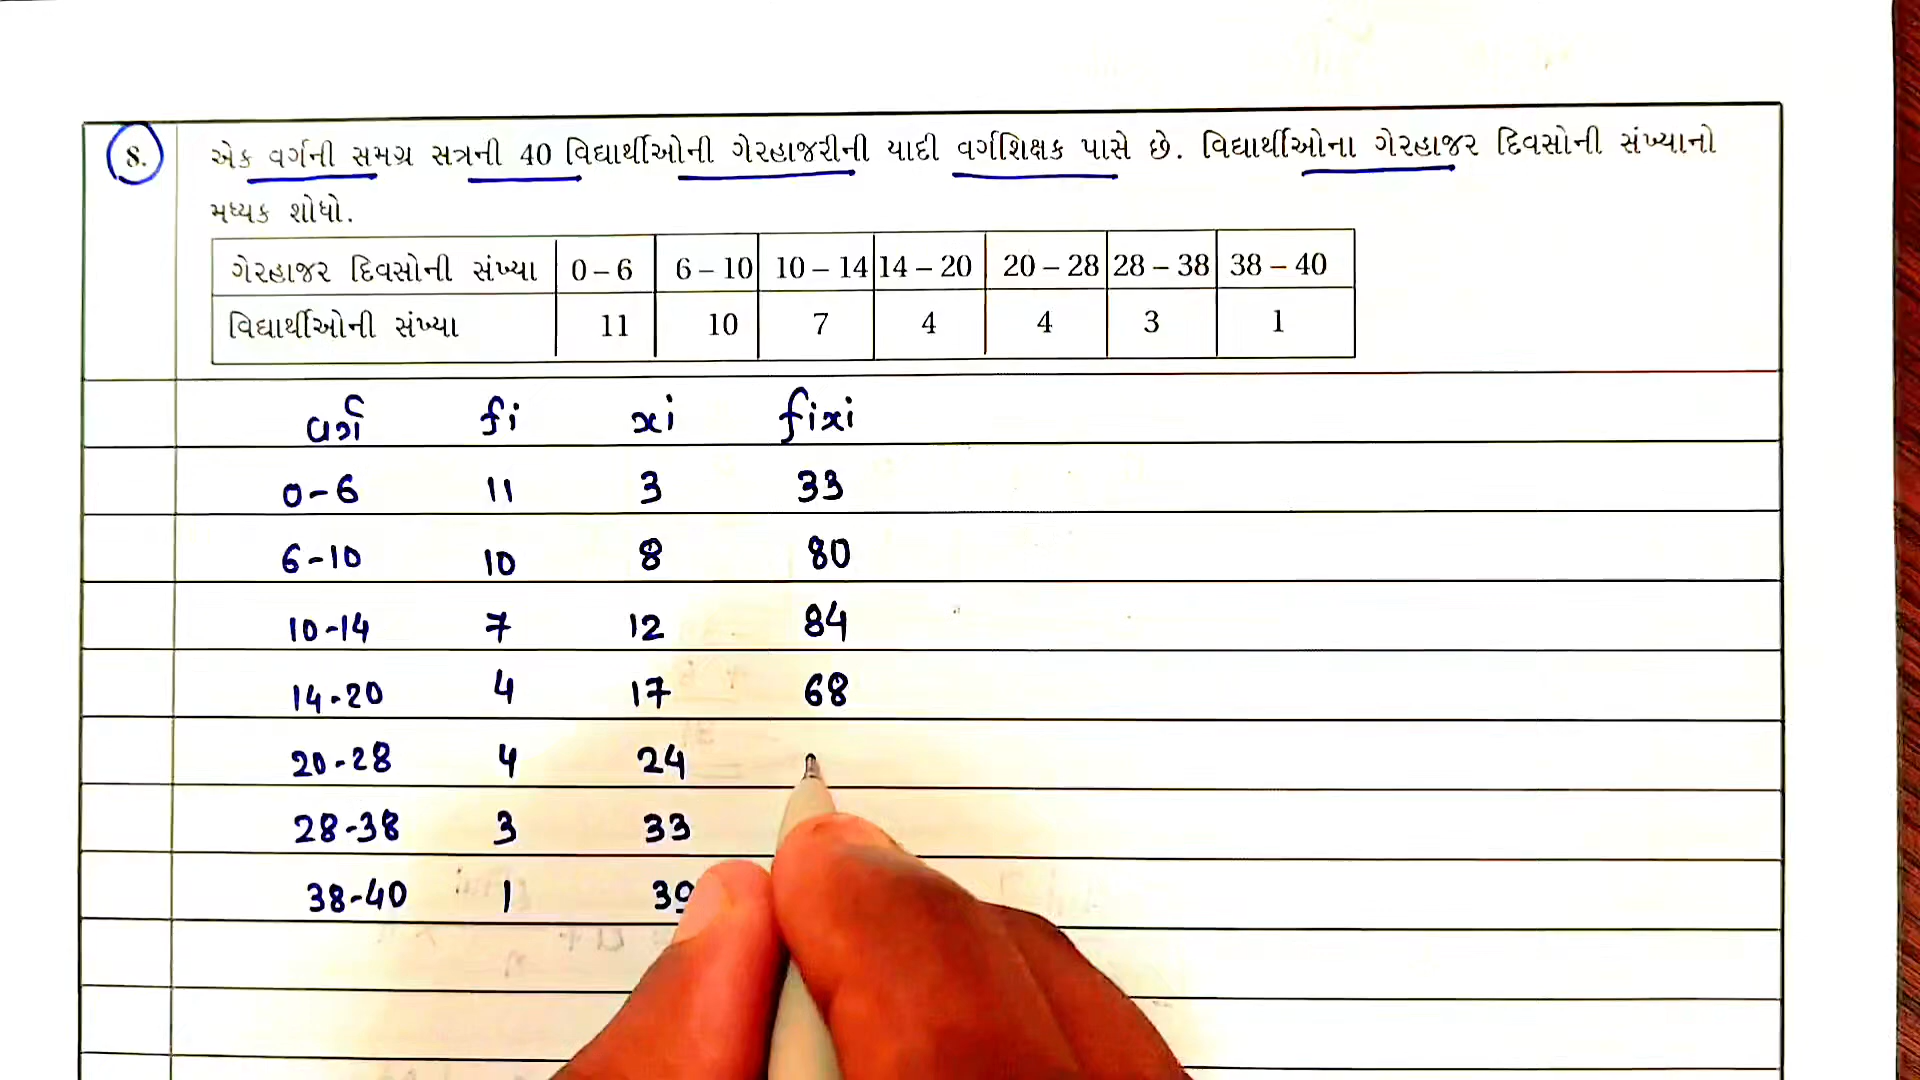 8. એક વર્ગની સમગ્ર સત્રની 40 વિદ્યાર્થીઓની ગેરહાજરીની યાદી વર્ગશિક્ષક પાસે છે. વિદ્યાર્થીઓના ગેરહાજર દિવસોની સંખ્યાનો
મધ્યક શોધો.
ગેરહાજર દિવસોની સંખ્યા 0 – 6 6 – 10 10 – 14 14 – 20 20 – 28 28 – 38 38 – 40
વિદ્યાર્થીઓની સંખ્યા 11 10 7 4 4 3 1
વર્ગ fi xi fixi
0-6 11 3 33
6-10 10 8 80
10-14 7 12 84
14-20 4 17 68
20-28 4 24
28-38 3 33
38-40 1 39